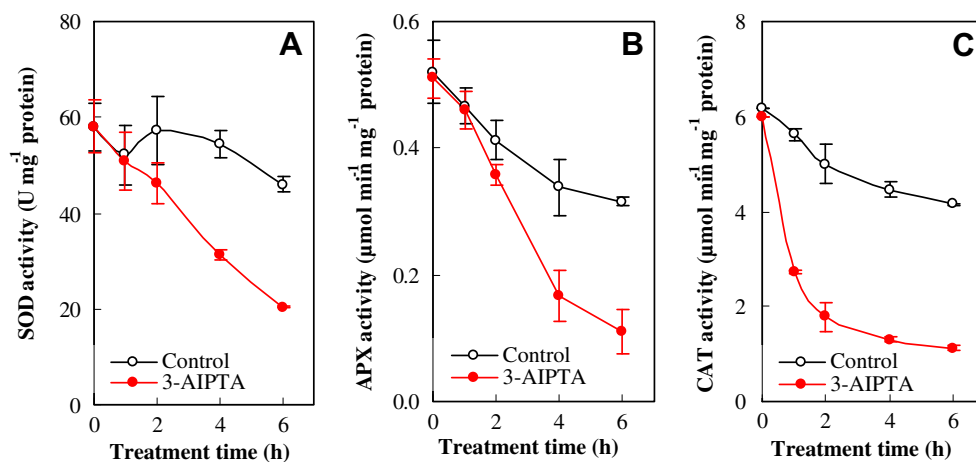 A
SOD activity (U mg-1 protein)
80
60
40
20
0
Control
3-AIPTA
0 2 4 6
Treatment time (h)
B
APX activity (µmol min-1 mg-1 protein)
0.6
0.4
0.2
0.0
Control
3-AIPTA
0 2 4 6
Treatment time (h)
C
CAT activity (µmol min-1 mg-1 protein)
8
6
4
2
0
Control
3-AIPTA
0 2 4 6
Treatment time (h)